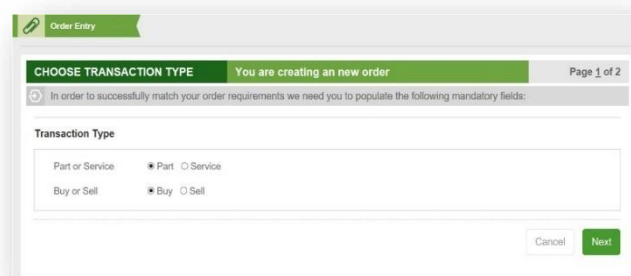 Order Entry
CHOOSE TRANSACTION TYPE You are creating an new order Page 1 of 2
In order to successfully match your order requirements we need you to populate the following mandatory fields:
Transaction Type
Part or Service Part Service
Buy or Sell Buy Sell
Cancel Next